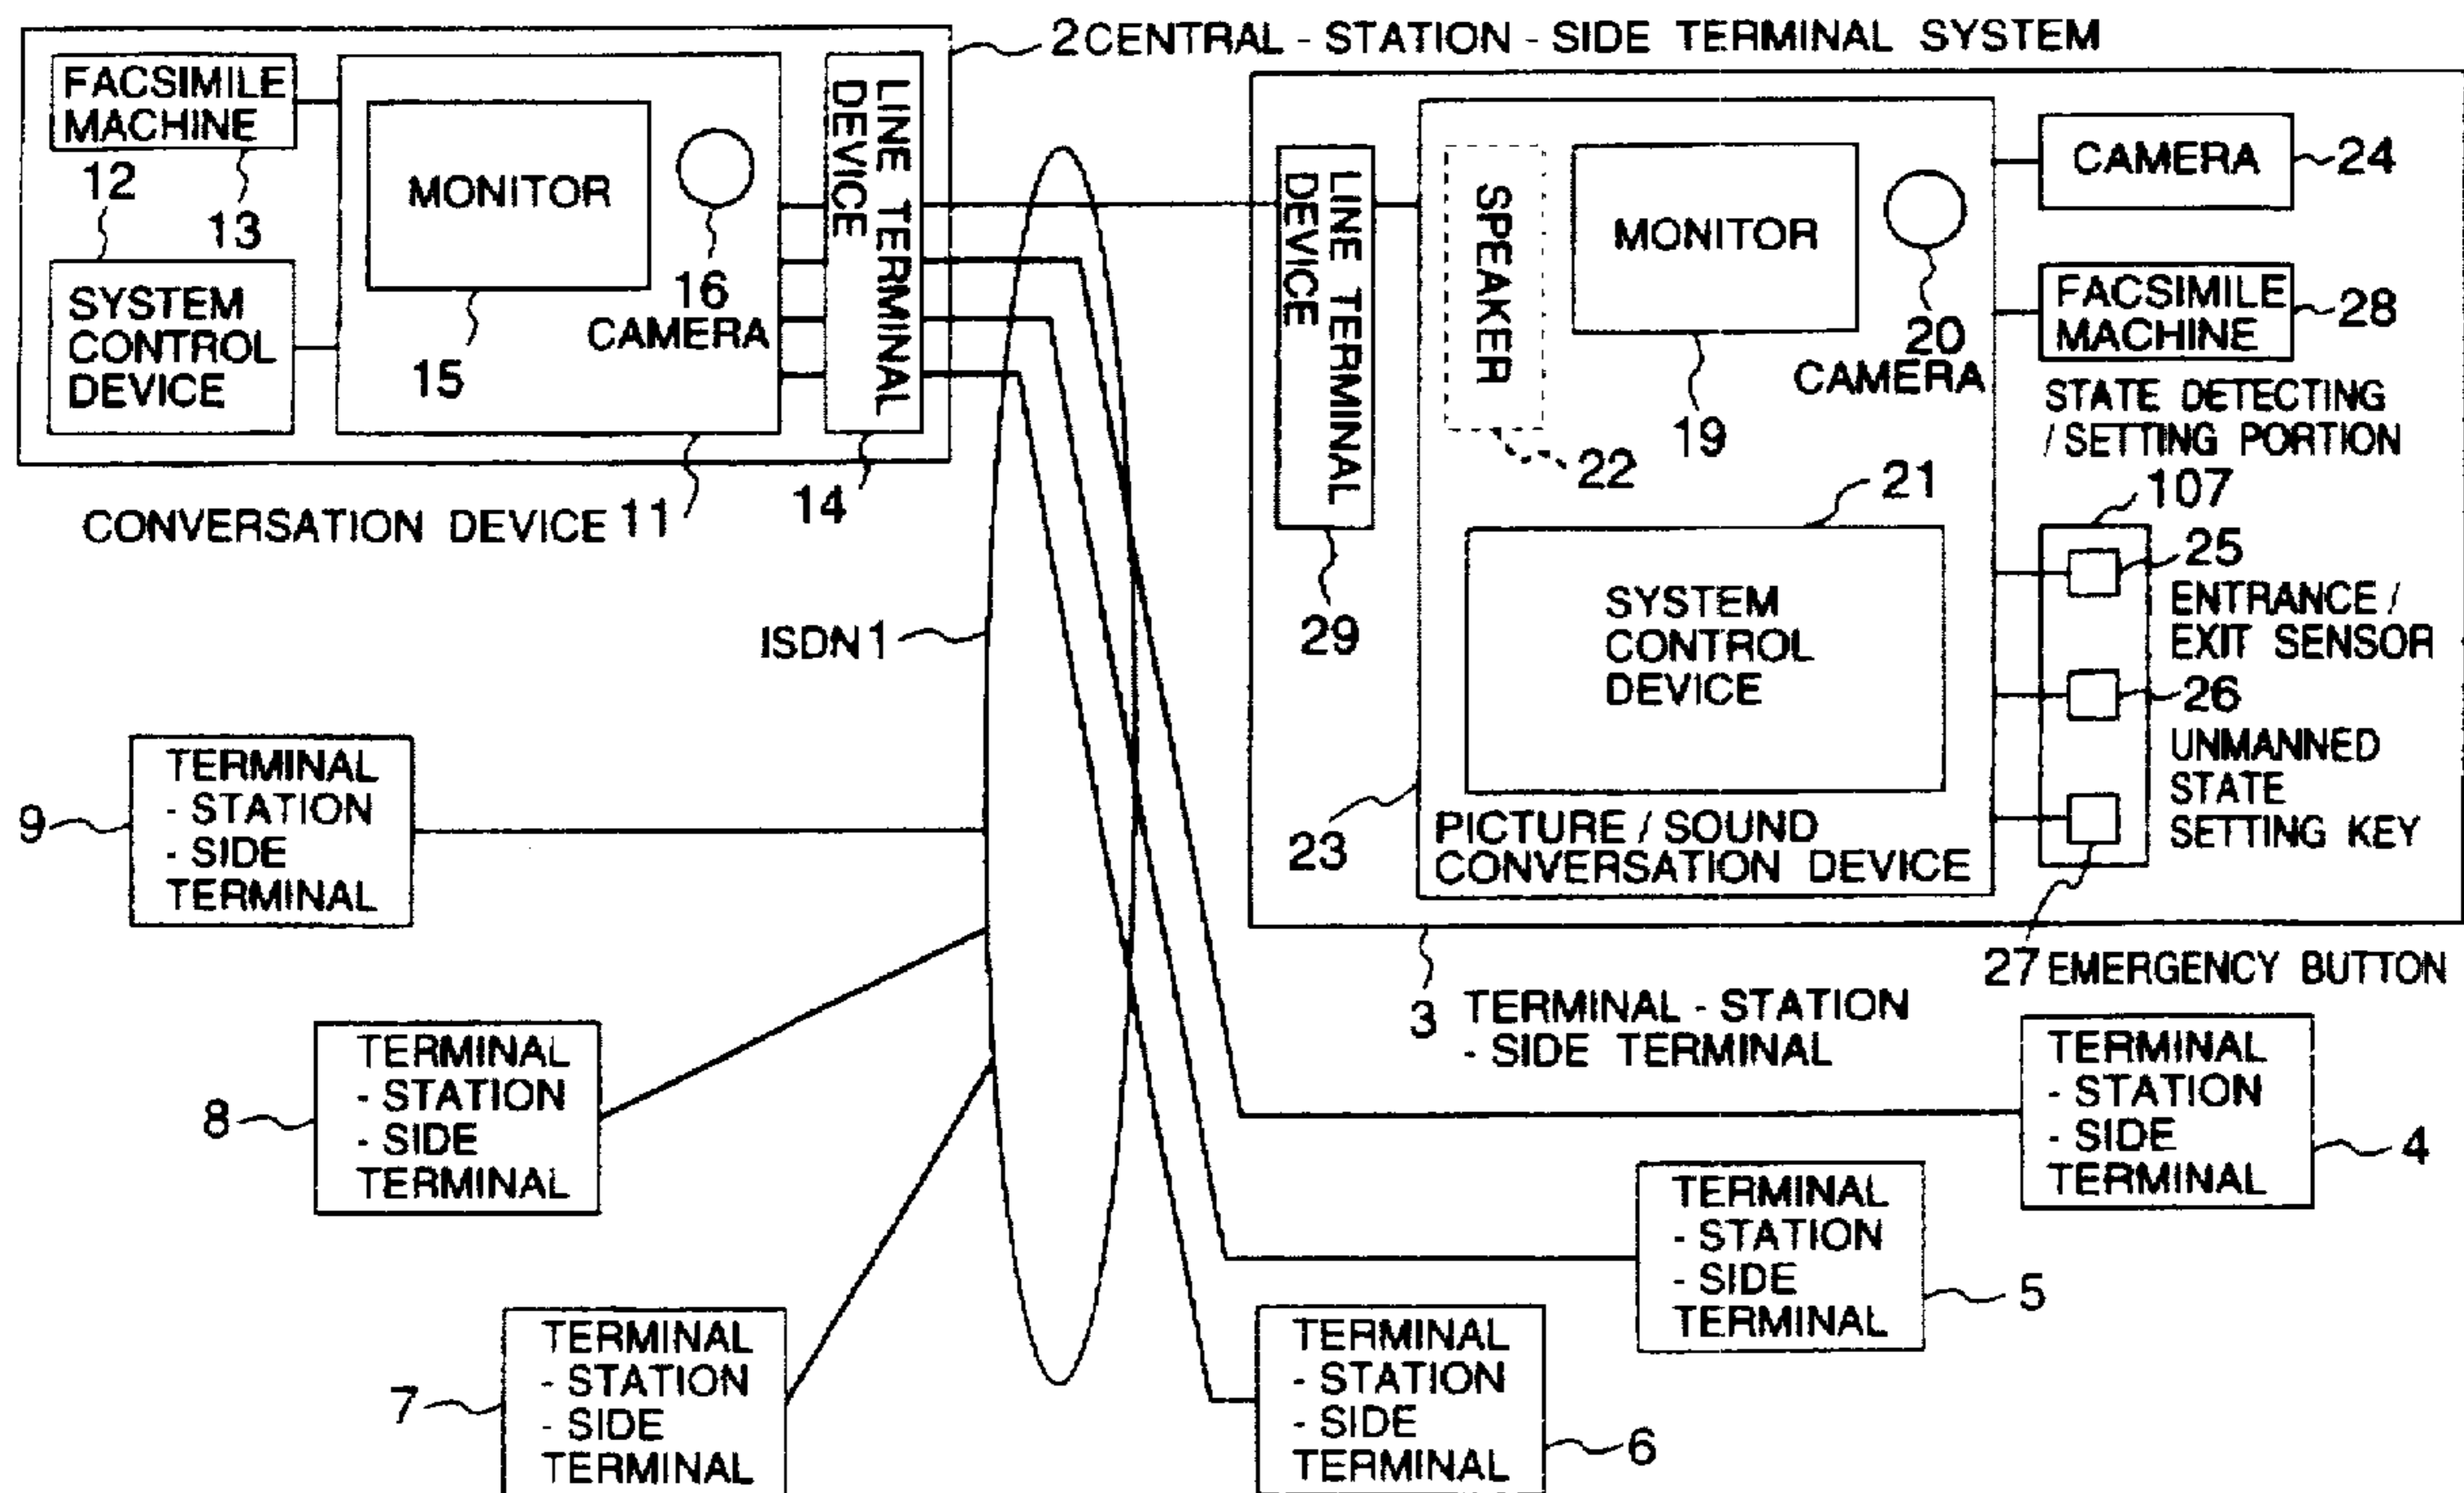 2 CENTRAL - STATION - SIDE TERMINAL SYSTEM
FACSIMILE
MACHINE
13
12
SYSTEM
CONTROL
DEVICE
MONITOR
15
16
CAMERA
LINE TERMINAL
DEVICE
14
CONVERSATION DEVICE 11
ISDN 1
LINE TERMINAL
DEVICE
29
SPEAKER
22
MONITOR
19
20
CAMERA
21
SYSTEM
CONTROL
DEVICE
23
PICTURE / SOUND
CONVERSATION DEVICE
CAMERA
24
FACSIMILE
MACHINE
28
STATE DETECTING
/ SETTING PORTION
107
25
ENTRANCE /
EXIT SENSOR
26
UNMANNED
STATE
SETTING KEY
27 EMERGENCY BUTTON
3
TERMINAL - STATION
- SIDE TERMINAL
TERMINAL
- STATION
- SIDE
TERMINAL
9
TERMINAL
- STATION
- SIDE
TERMINAL
8
TERMINAL
- STATION
- SIDE
TERMINAL
7
TERMINAL
- STATION
- SIDE
TERMINAL
6
TERMINAL
- STATION
- SIDE
TERMINAL
5
TERMINAL
- STATION
- SIDE
TERMINAL
4